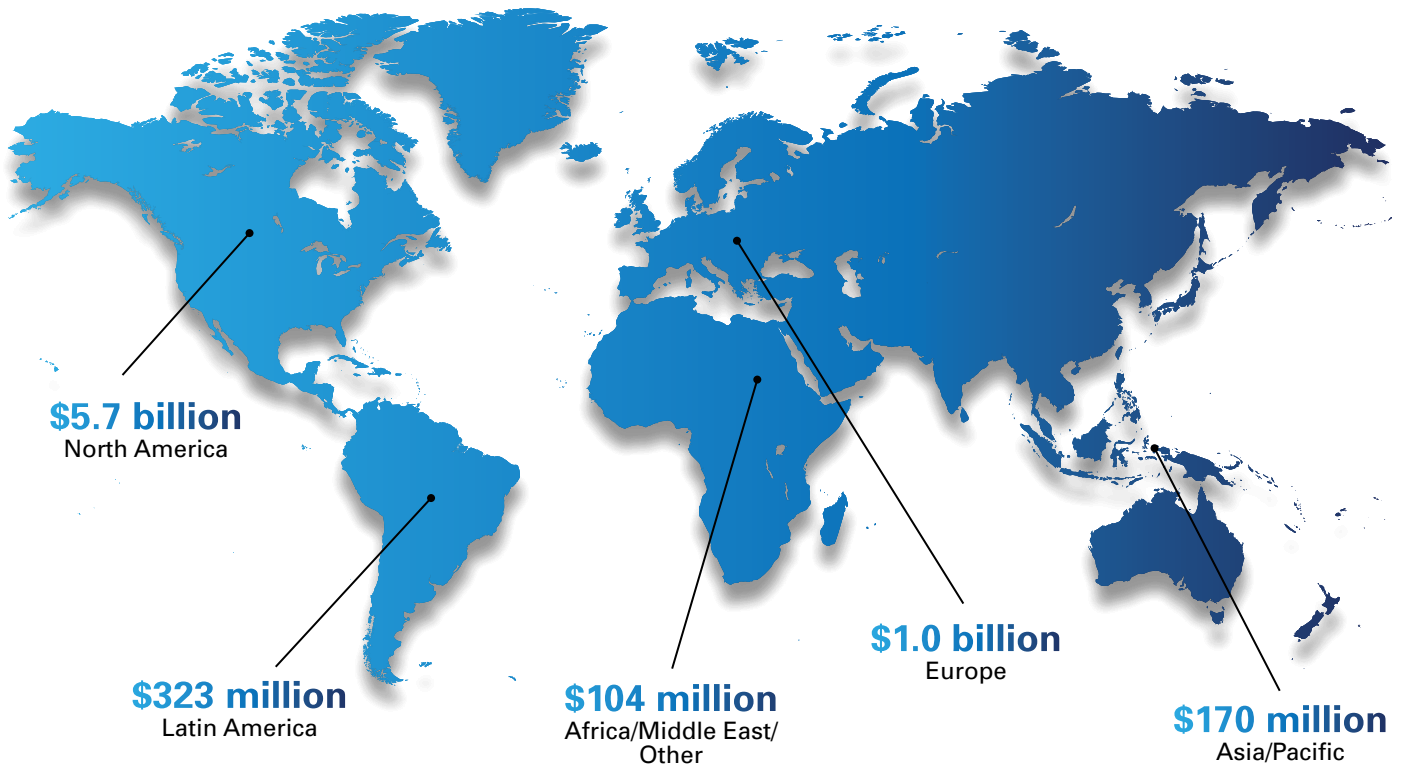 $5.7 billion
North America
$323 million
Latin America
$104 million
Africa/Middle East/
Other
$1.0 billion
Europe
$170 million
Asia/Pacific